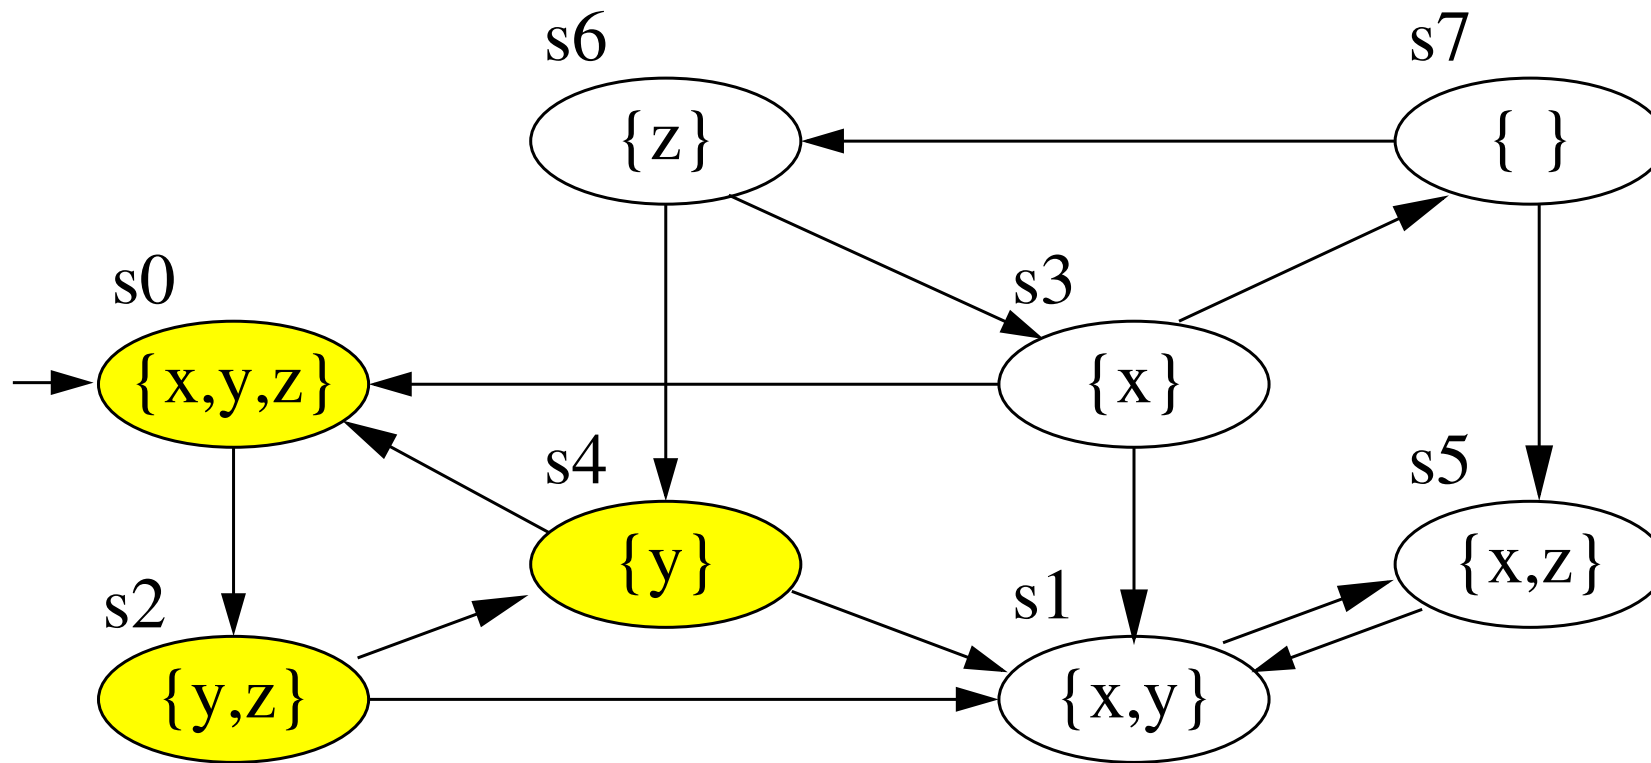 s6
s7
{z}
{ }
s0
s3
{x,y,z}
{x}
s4
s5
{y}
{x,z}
s2
s1
{y,z}
{x,y}